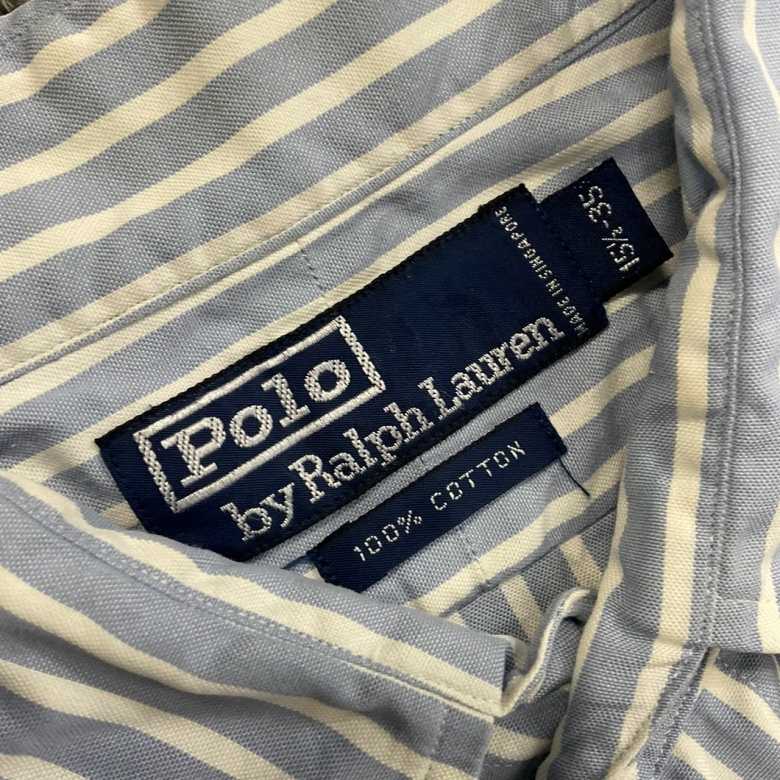 Polo
by Ralph Lauren
MADE IN SINGAPORE
15½-35
100% COTTON